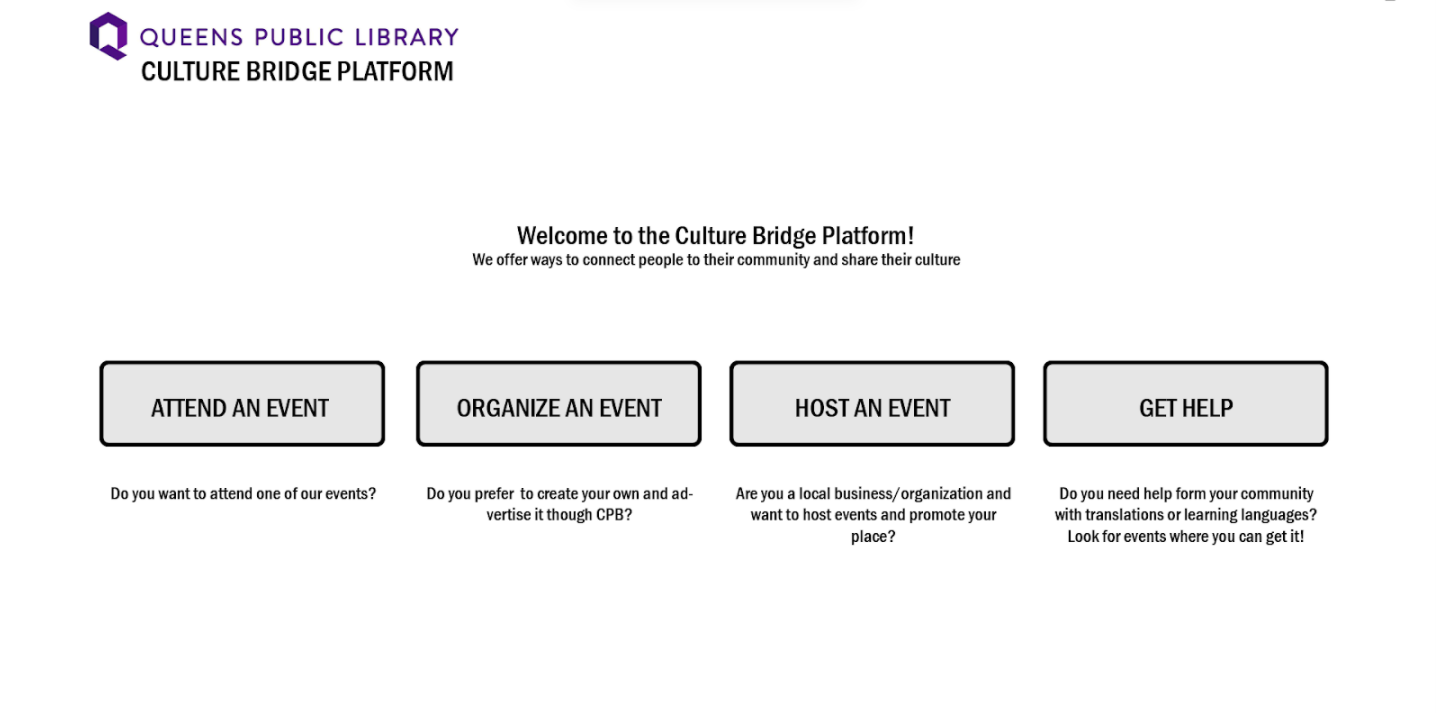 QUEENS PUBLIC LIBRARY
CULTURE BRIDGE PLATFORM
Welcome to the Culture Bridge Platform!
We offer ways to connect people to their community and share their culture
ATTEND AN EVENT
Do you want to attend one of our events?
ORGANIZE AN EVENT
Do you prefer  to create your own and ad-
vertise it though CPB?
HOST AN EVENT
Are you a local business/organization and
want to host events and promote your
place?
GET HELP
Do you need help form your community
with translations or learning languages?
Look for events where you can get it!